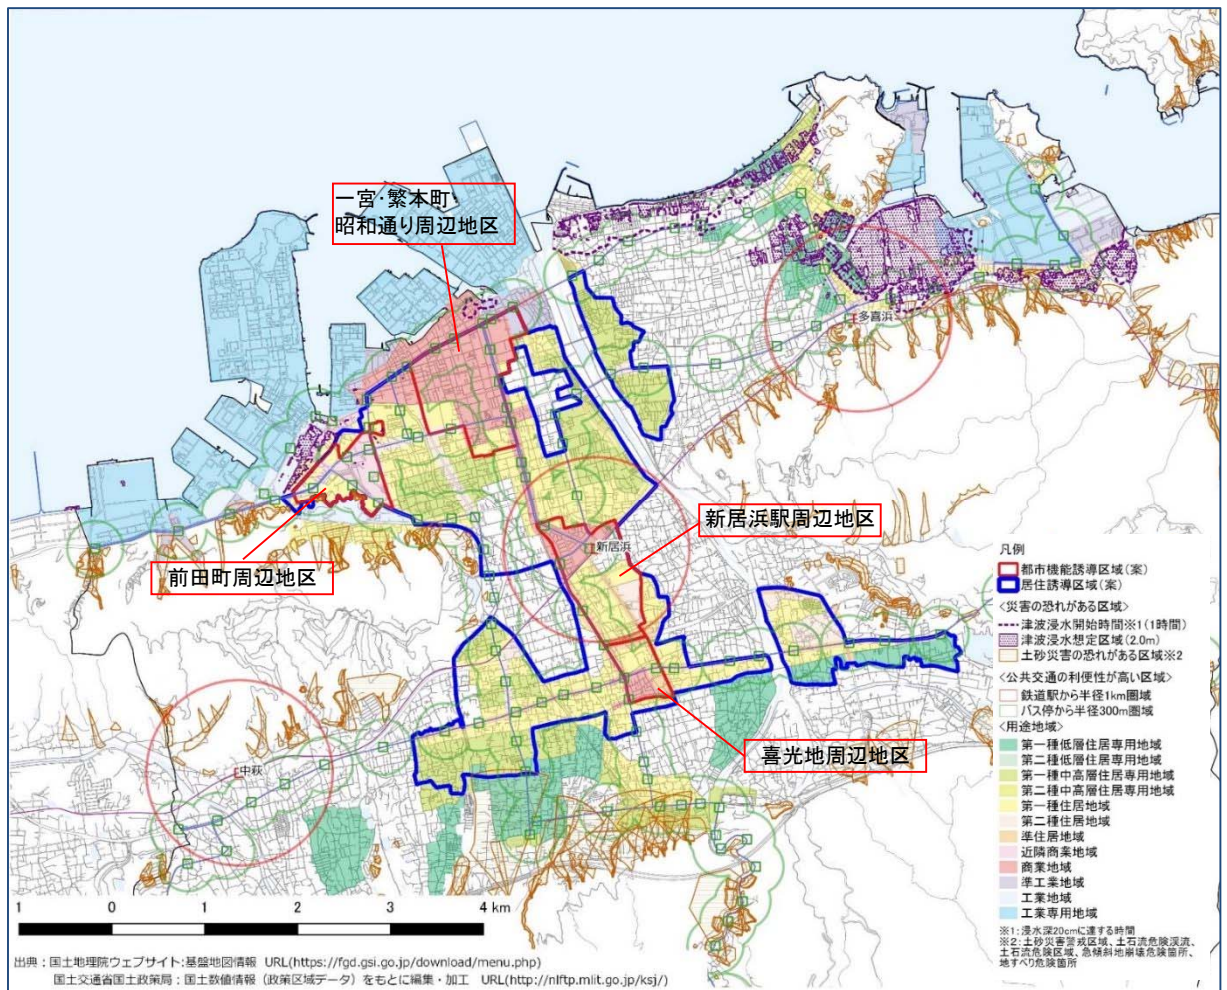 一宮・繁本町
昭和通り周辺地区
多喜浜
新居浜駅周辺地区
新居浜
前田町周辺地区
喜光地周辺地区
中萩
凡例
都市機能誘導区域(案)
居住誘導区域(案)
<災害の恐れがある区域>
津波浸水開始時間※1(1時間)
津波浸水想定区域(2.0m)
土砂災害の恐れがある区域※2
<公共交通の利便性が高い区域>
鉄道駅から半径1km圏域
バス停から半径300m圏域
<用途地域>
第一種低層住居専用地域
第二種低層住居専用地域
第一種中高層住居専用地域
第二種中高層住居専用地域
第一種住居地域
第二種住居地域
準住居地域
近隣商業地域
商業地域
準工業地域
工業地域
工業専用地域
※1:浸水深20cmに達する時間
※2:土砂災害警戒区域、土石流危険渓流、
土石流危険区域、急傾斜地崩壊危険箇所、
地すべり危険箇所
1 0 1 2 3 4 km
出典：国土地理院ウェブサイト:基盤地図情報 URL(https://fgd.gsi.go.jp/download/menu.php)
国土交通省国土政策局：国土数値情報（政策区域データ）をもとに編集・加工 URL(http://nlftp.mlit.go.jp/ksj/)